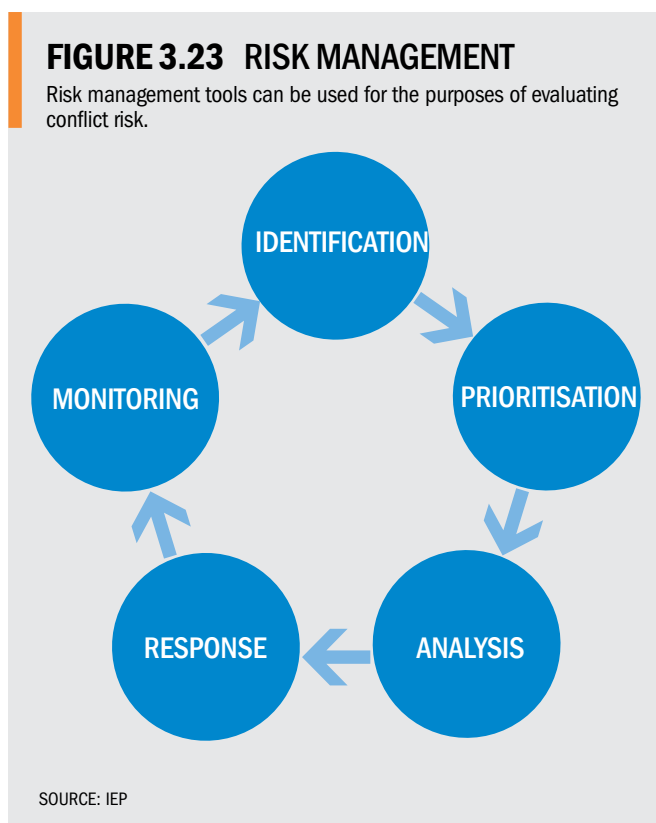 FIGURE 3.23 RISK MANAGEMENT
Risk management tools can be used for the purposes of evaluating
conflict risk.
IDENTIFICATION
PRIORITISATION
ANALYSIS
RESPONSE
MONITORING
SOURCE: IEP